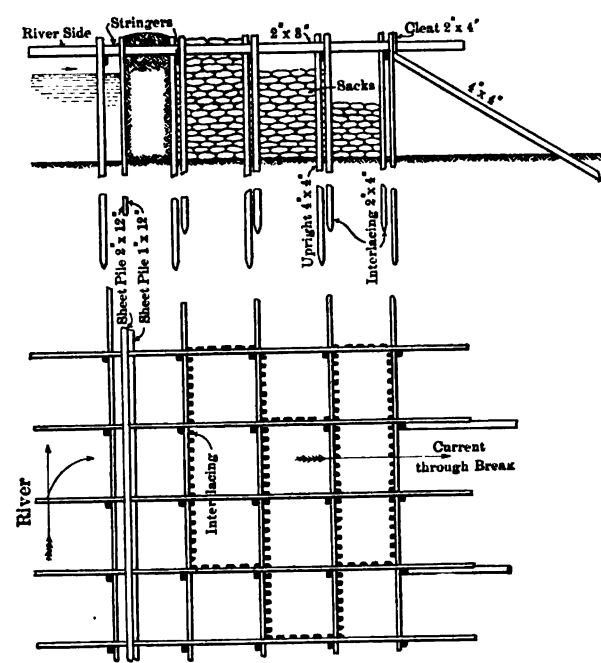 River Side
Stringers
2" x 8"
Cleat 2" x 4"
Sacks
4" x 4"
Sheet Pile 2" x 12"
Sheet Pile 1" x 12"
Upright 4" x 4"
Interlacing 2" x 4"
River
Interlacing
Current
through Break